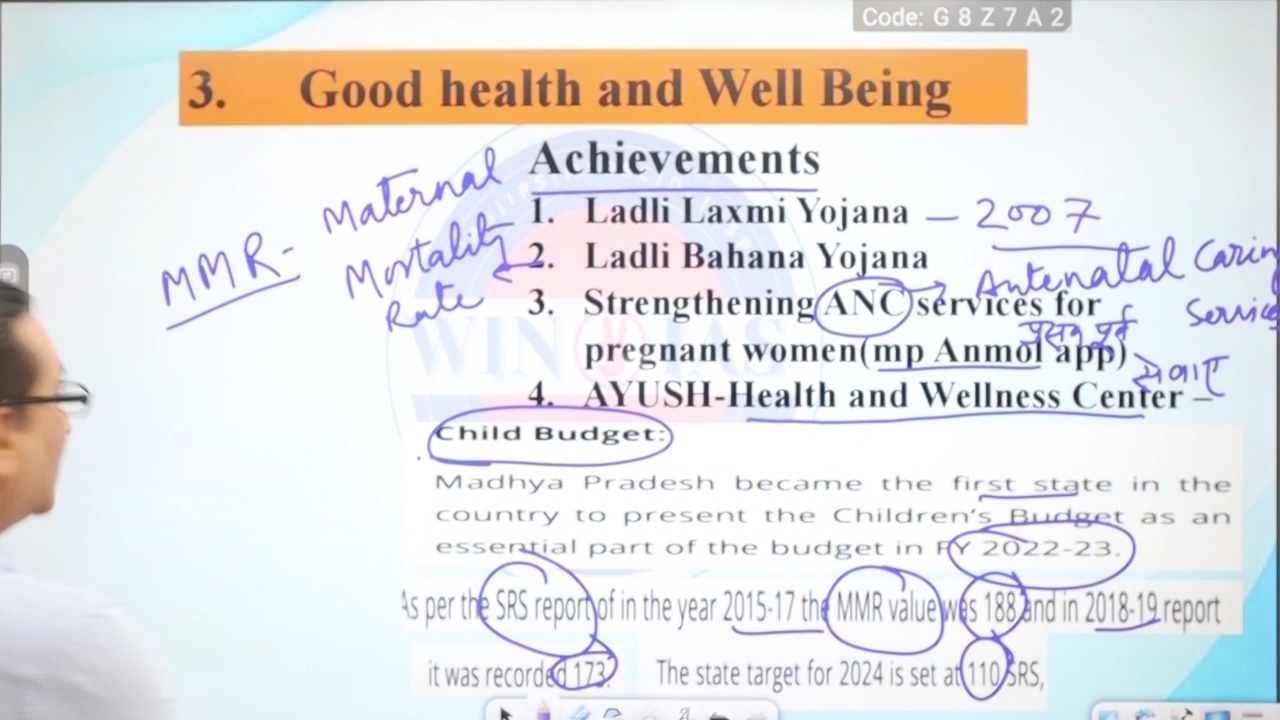 Code: G 8 Z 7 A 2
3. Good health and Well Being
Achievements
1. Ladli Laxmi Yojana – 2007
2. Ladli Bahana Yojana
3. Strengthening ANC services for
pregnant women(mp Anmol app)
4. AYUSH-Health and Wellness Center –
MMR - Maternal
Mortality
Rate
Antenatal Caring
Service
प्रसव पूर्व
सेवाएं
WIN IAS
Child Budget:
Madhya Pradesh became the first state in the
country to present the Children's Budget as an
essential part of the budget in FY 2022-23.
As per the SRS report of in the year 2015-17 the MMR value was 188 and in 2018-19 report
it was recorded 173. The state target for 2024 is set at 110 SRS,